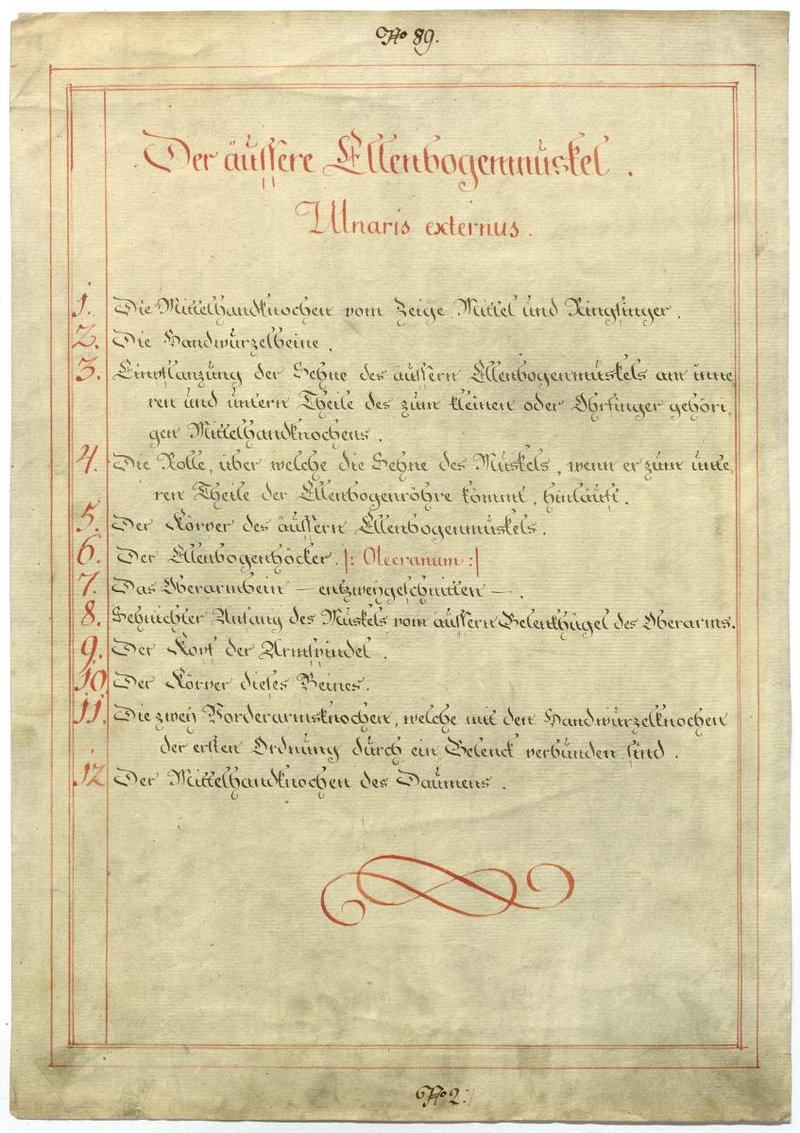 No 89.
Der äussere Ellenbogenmuskel.
Ulnaris externus.
1. Die Mittelhandknochen vom Zeige Mittel und Ringfinger.
2. Die Handwurzelbeine.
3. Einpflanzung der Sehne des äussern Ellenbogenmuskels am inne
ren und untern Theile des zum kleinen oder Ohrfinger gehöri,
gen Mittelhandknochens.
4. Die Rolle, über welche die Sehne des Muskels, wenn er zum unte,
ren Theile der Ellenbogenröhre kömmt, hinläuft.
5. Der Körper des äussern Ellenbogenmuskels.
6. Der Ellenbogenhöcker. |: Olecranum :|
7. Das Oberarmbein — entzweygeschnitten —.
8. Sehnichter Anfang des Muskels vom äussern Gelenkhügel des Oberarms.
9. Der Kopf der Armspindel.
10. Der Körper dieses Beines.
11. Die zwey Vorderarmsknochen, welche mit den Handwurzelknochen
der ersten Ordnung durch ein Gelenck verbunden sind.
12 Der Mittelhandknochen des Daumens.
No 2.